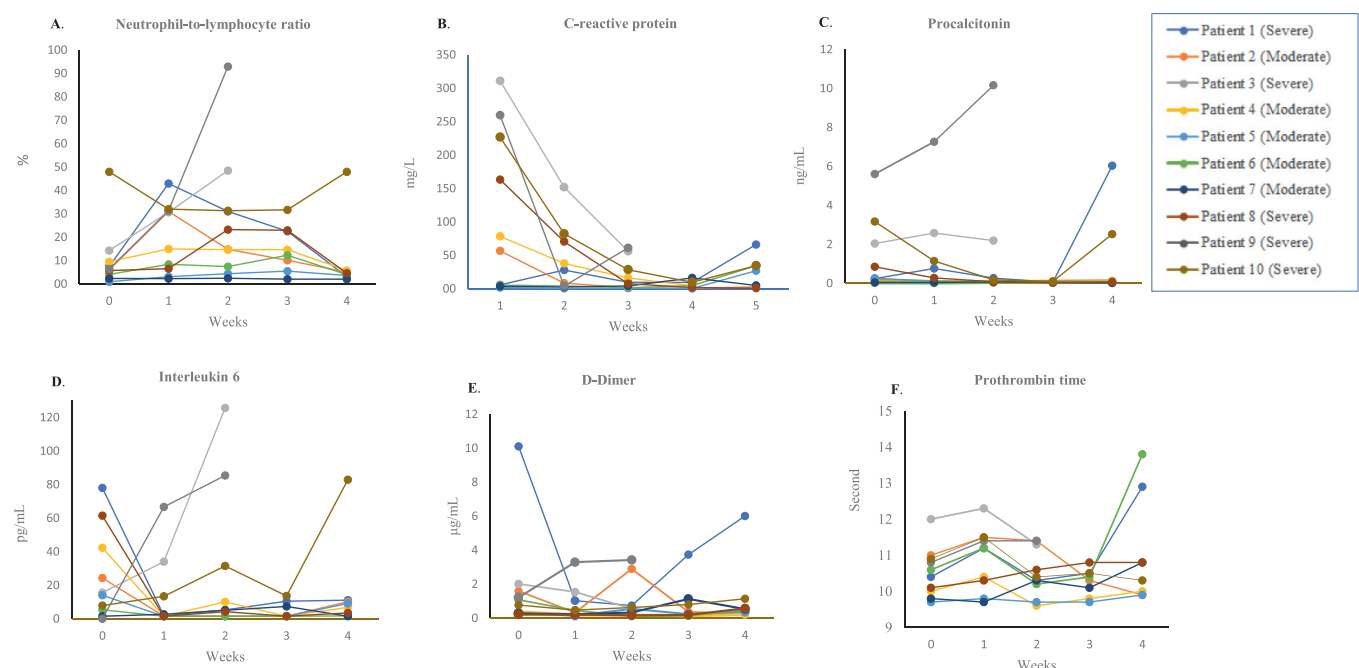 A.
Neutrophil-to-lymphocyte ratio
100
90
80
70
60
50
40
30
20
10
00
%
0 1 2 3 4
Weeks
B.
C-reactive protein
350
300
250
200
150
100
50
00
mg/L
1 2 3 4 5
Weeks
C.
Procalcitonin
12
10
8
6
4
2
0
ng/mL
0 1 2 3 4
Weeks
Patient 1 (Severe)
Patient 2 (Moderate)
Patient 3 (Severe)
Patient 4 (Moderate)
Patient 5 (Moderate)
Patient 6 (Moderate)
Patient 7 (Moderate)
Patient 8 (Severe)
Patient 9 (Severe)
Patient 10 (Severe)
D.
Interleukin 6
120
100
80
60
40
20
0
pg/mL
0 1 2 3 4
Weeks
E.
D-Dimer
12
10
8
6
4
2
0
µg/mL
0 1 2 3 4
Weeks
F.
Prothrombin time
15
14
13
12
11
10
9
Second
0 1 2 3 4
Weeks